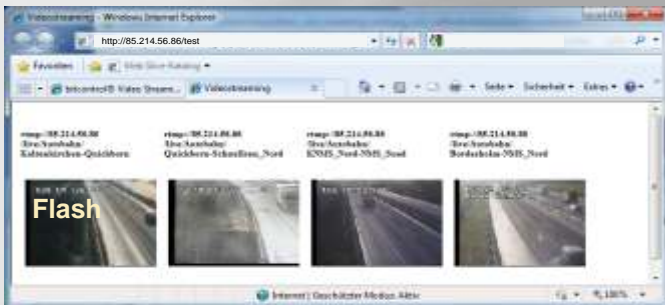 Videostreaming - Windows Internet Explorer
http://85.214.56.86/test
Favoriten
bitcontrol® Video Stream... Videostreaming Seite Sicherheit Extras
rtmp://85.214.56.86 rtmp://85.214.56.86 rtmp://85.214.56.86 rtmp://85.214.56.86
/live/Autobahn/ /live/Autobahn/ /live/Autobahn/ /live/Autobahn/
Kaltenkirchen-Quickborn Quickborn-Schnelsen_Nord KNMS_Nord-NMS_Sued Bordesholm-NMS_Nord
Flash
Internet | Geschützter Modus: Aktiv 100%